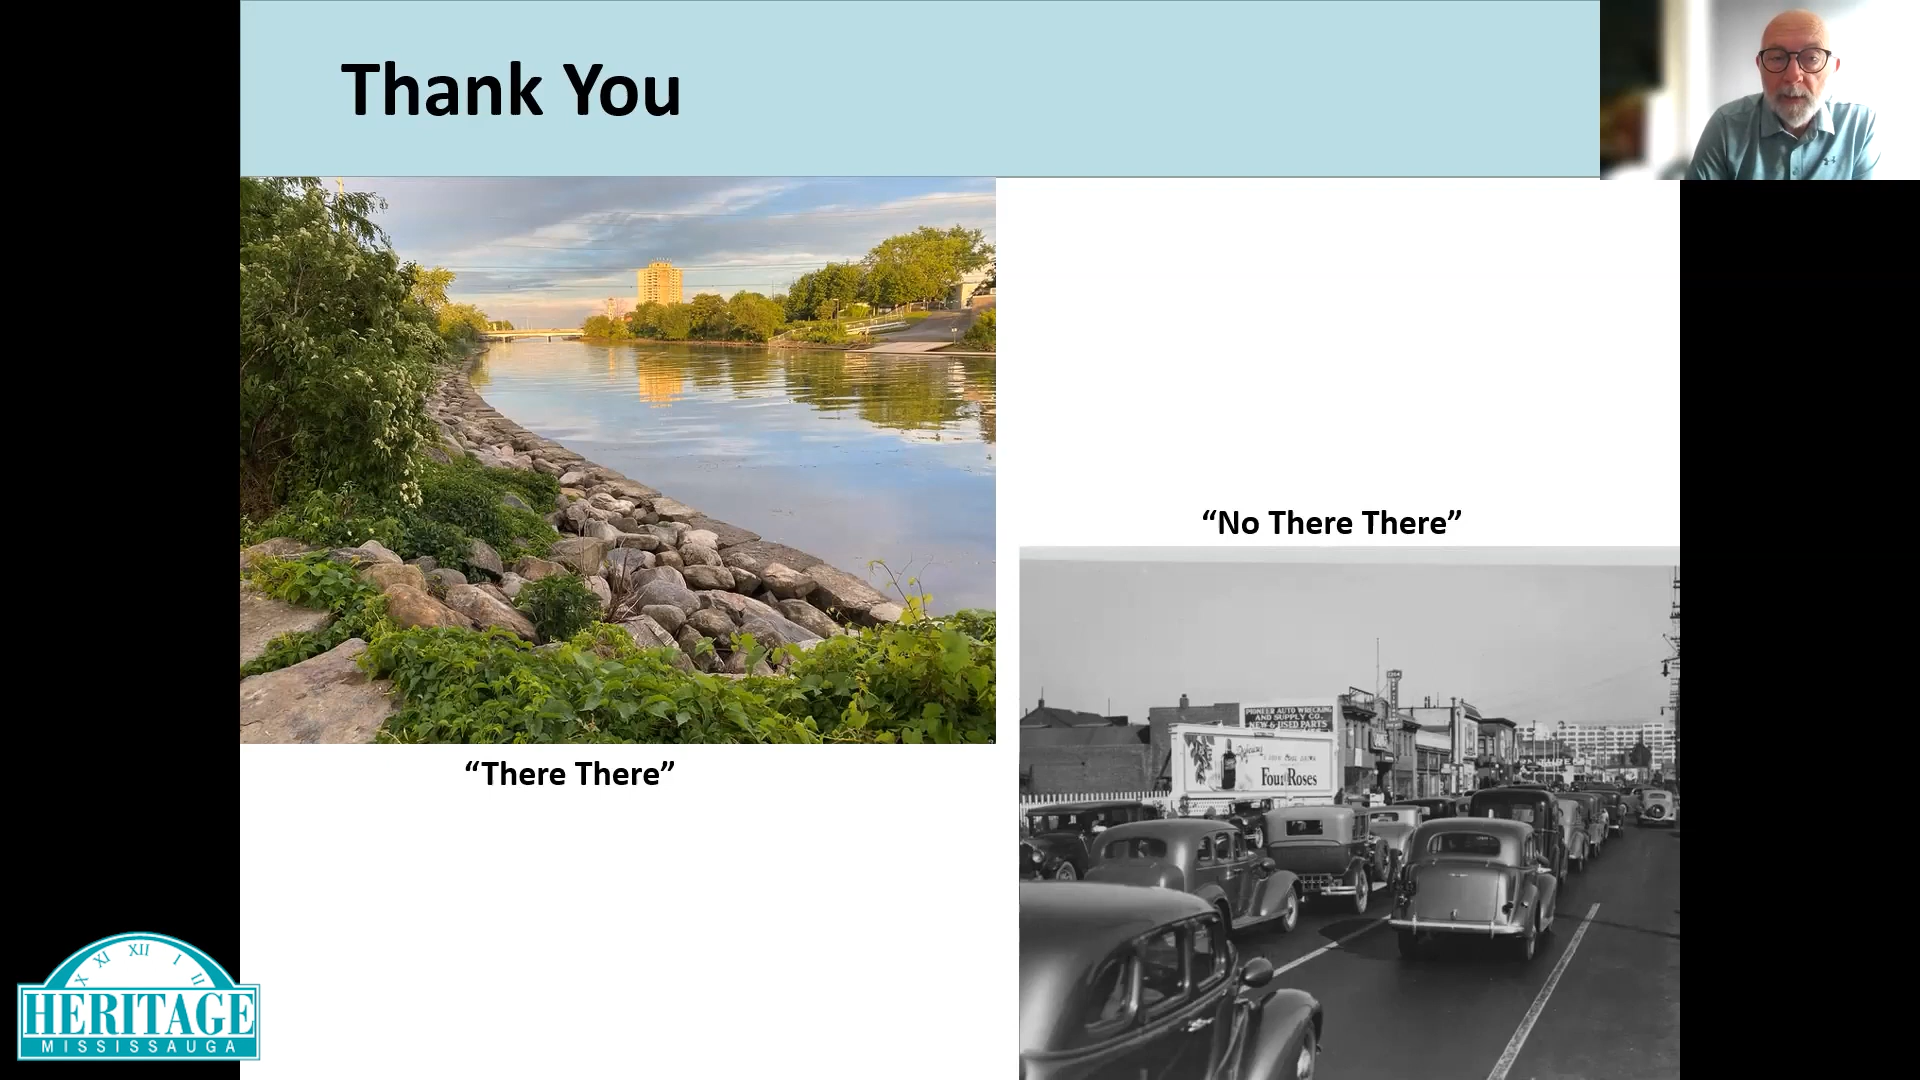 Thank You
“No There There”
PIONEER AUTO WRECKING
AND SUPPLY CO.
NEW & USED PARTS
Four Roses
“There There”
X XI XII I II
HERITAGE
MISSISSAUGA